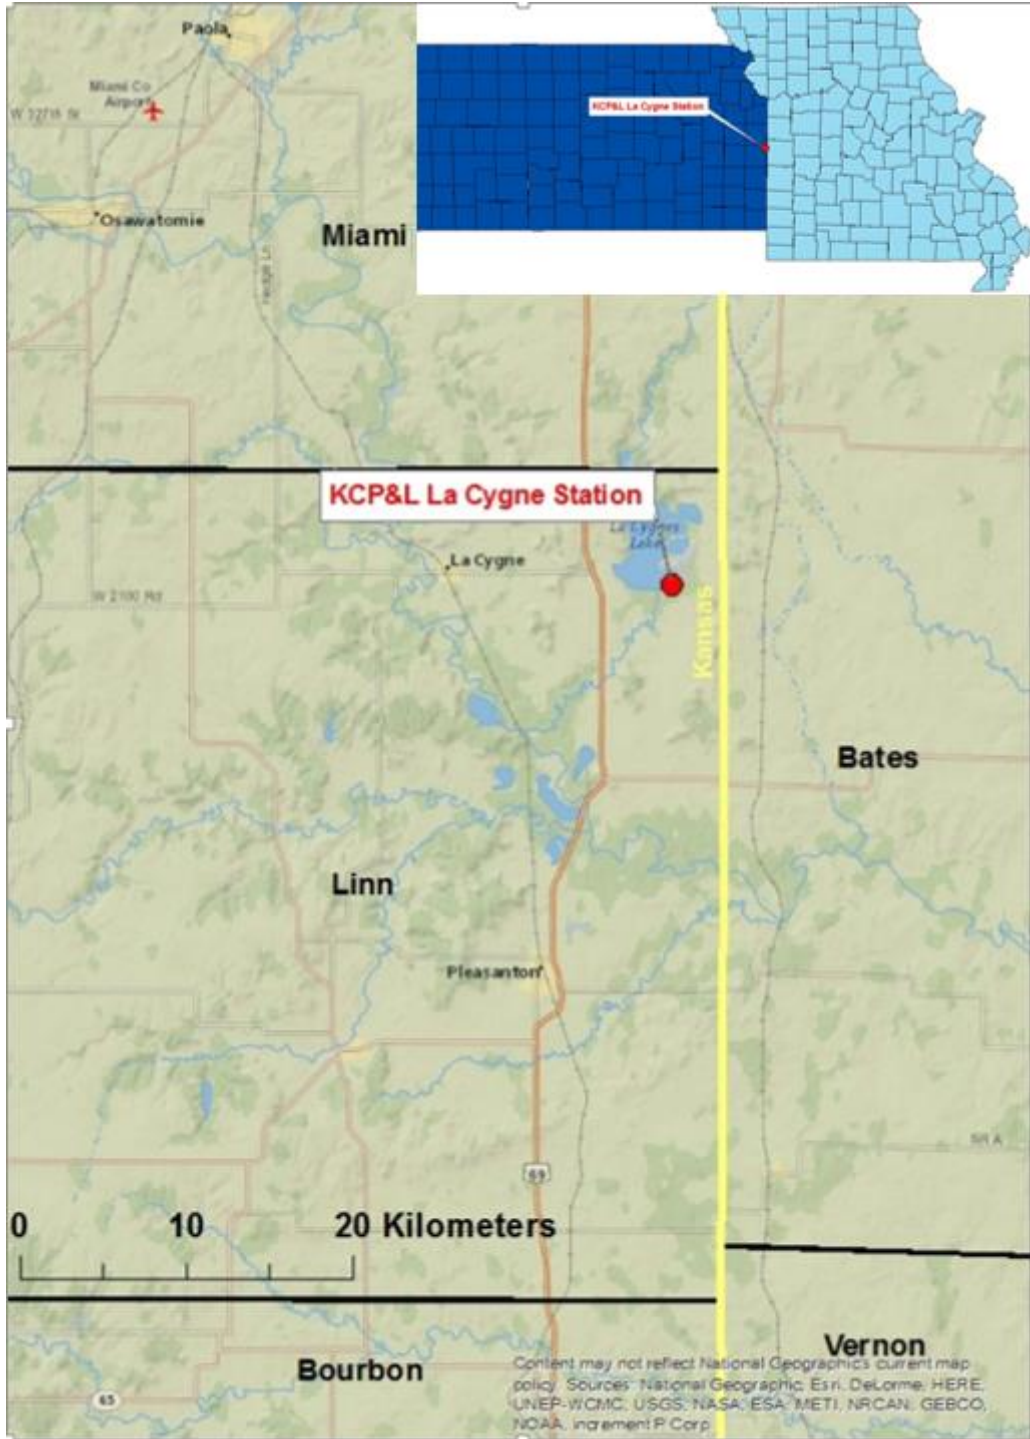 Paola
Miami Co
Airport
KCP&L La Cygne Station
Osawatomie
Miami
Hedge Ln
KCP&L La Cygne Station
La Cygnes
Lake
La Cygne
W 2100 Rd
Kansas
Bates
Linn
Pleasanton
SR A
69
0 10 20 Kilometers
Vernon
Bourbon
65
Content may not reflect National Geographic's current map
policy. Sources: National Geographic, Esri, DeLorme, HERE,
UNEP-WCMC, USGS, NASA, ESA, METI, NRCAN, GEBCO,
NOAA, increment P Corp.